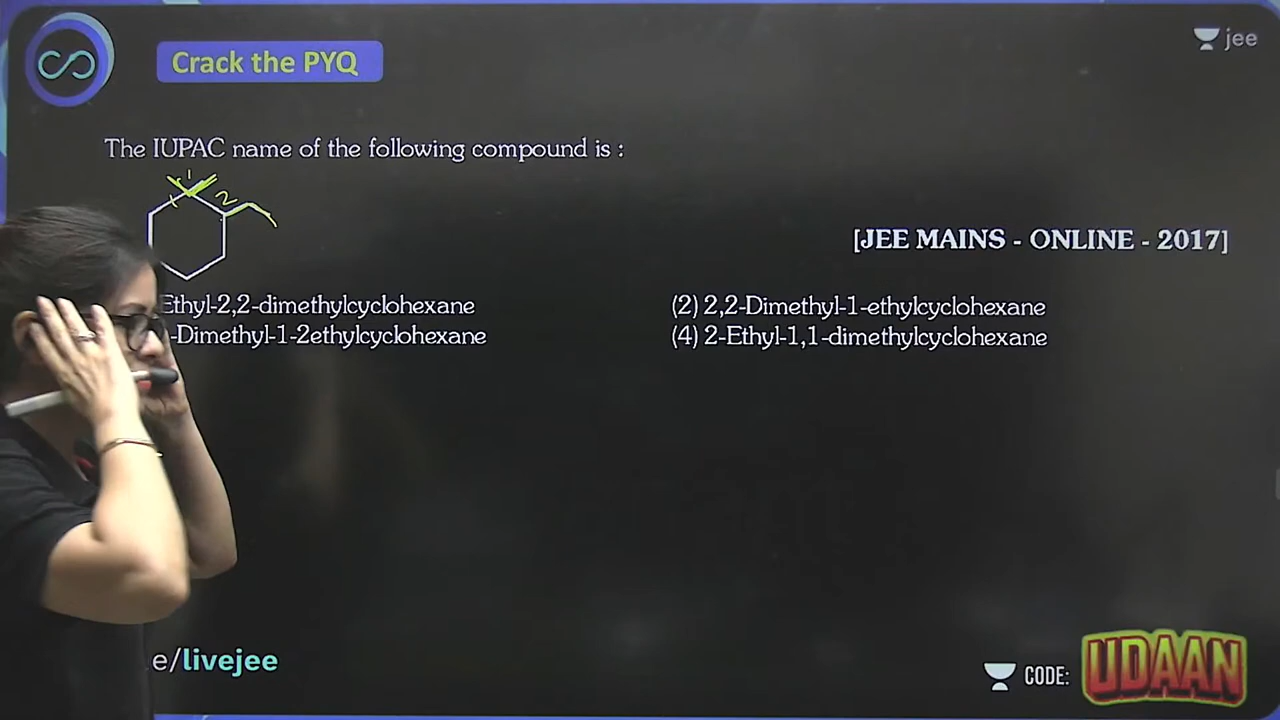 Crack the PYQ
jee
The IUPAC name of the following compound is :
1
2
[JEE MAINS - ONLINE - 2017]
Ethyl-2,2-dimethylcyclohexane
(2) 2,2-Dimethyl-1-ethylcyclohexane
-Dimethyl-1-2ethylcyclohexane
(4) 2-Ethyl-1,1-dimethylcyclohexane
e/livejee
CODE:
UDAAN